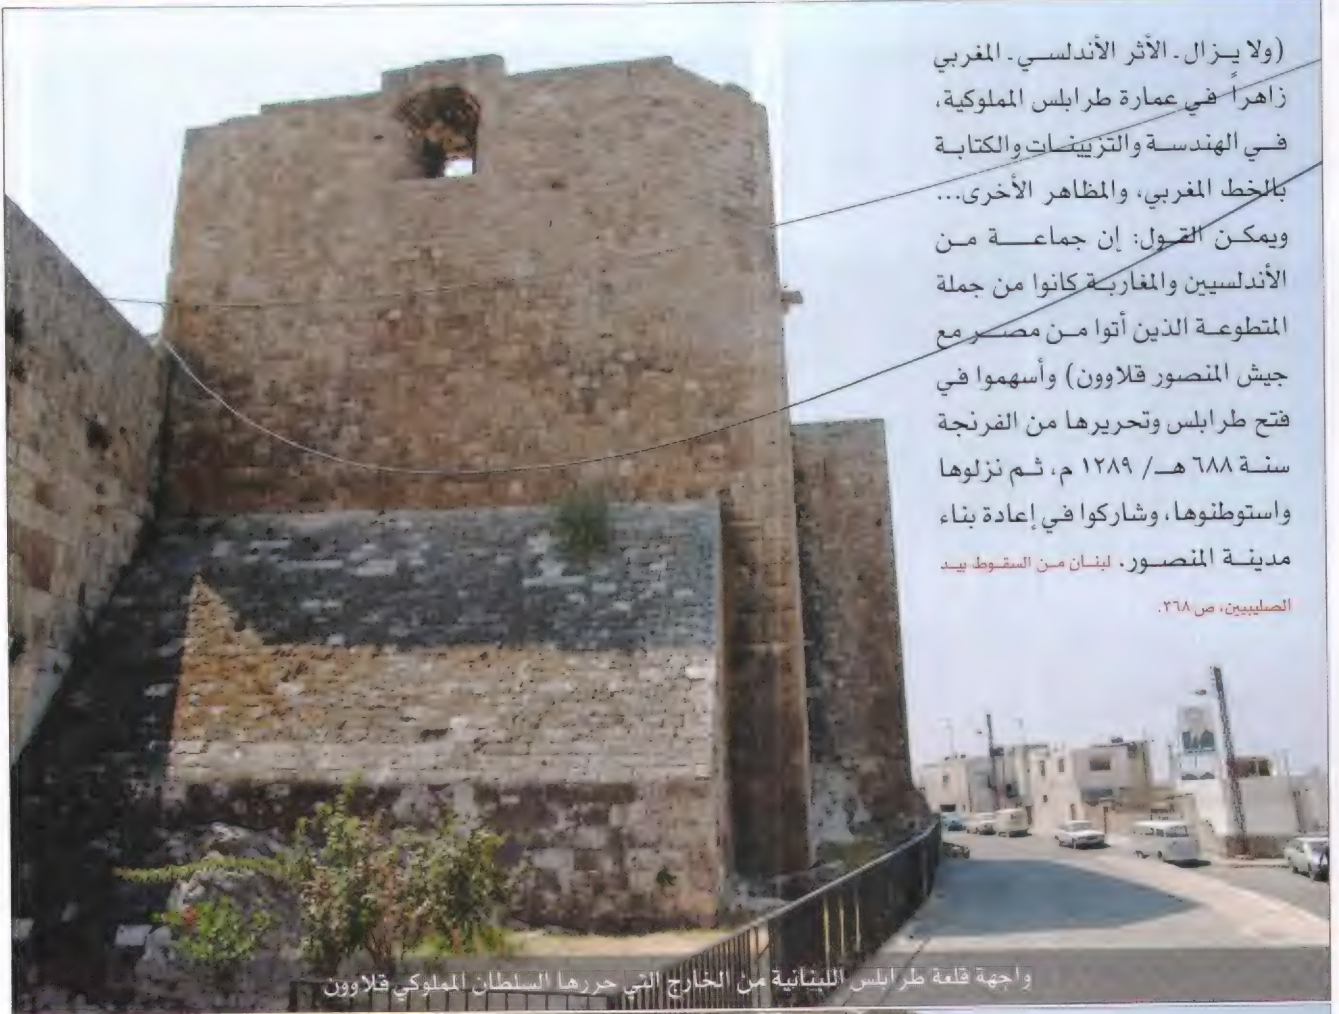 (ولا يزال ـ الأثر الأندلسي ـ المغربي
زاهراً في عمارة طرابلس المملوكية،
في الهندسة والتزيينات والكتابة
بالخط المغربي، والمظاهر الأخرى...
ويمكن القول: إن جماعة من
الأندلسيين والمغاربة كانوا من جملة
المتطوعة الذين أتوا من مصر مع
جيش المنصور قلاوون) وأسهموا في
فتح طرابلس وتحريرها من الفرنجة
سنة ٦٨٨ هـ/ ١٢٨٩ م، ثم نزلوها
واستوطنوها، وشاركوا في إعادة بناء
مدينة المنصور. لبنان من السقوط بيد
الصليبيين، ص ٣٦٨.
واجهة قلعة طرابلس اللبنانية من الخارج التي حررها السلطان المملوكي قلاوون